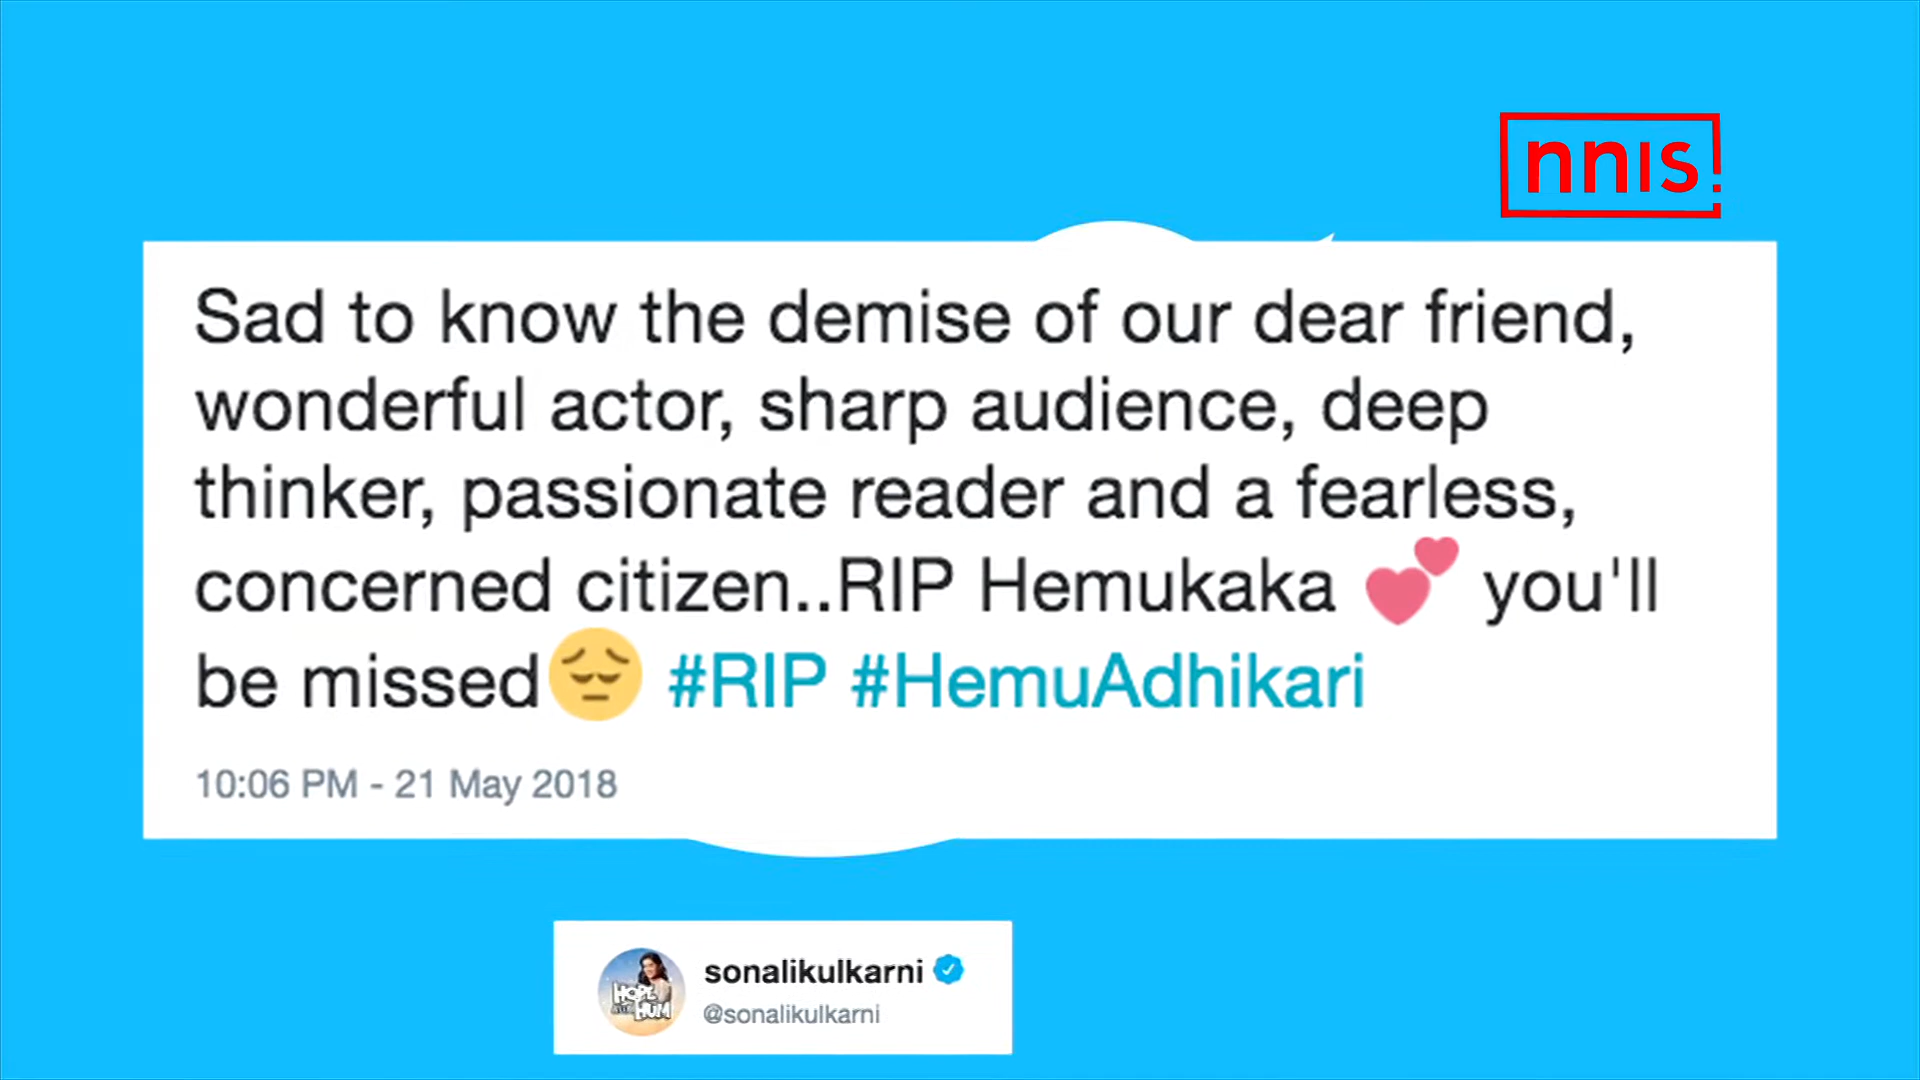 nnis!
Sad to know the demise of our dear friend,
wonderful actor, sharp audience, deep
thinker, passionate reader and a fearless,
concerned citizen..RIP Hemukaka 💕 you'll
be missed😔 #RIP #HemuAdhikari
10:06 PM - 21 May 2018
sonalikulkarni
@sonalikulkarni
HOPE
HUM